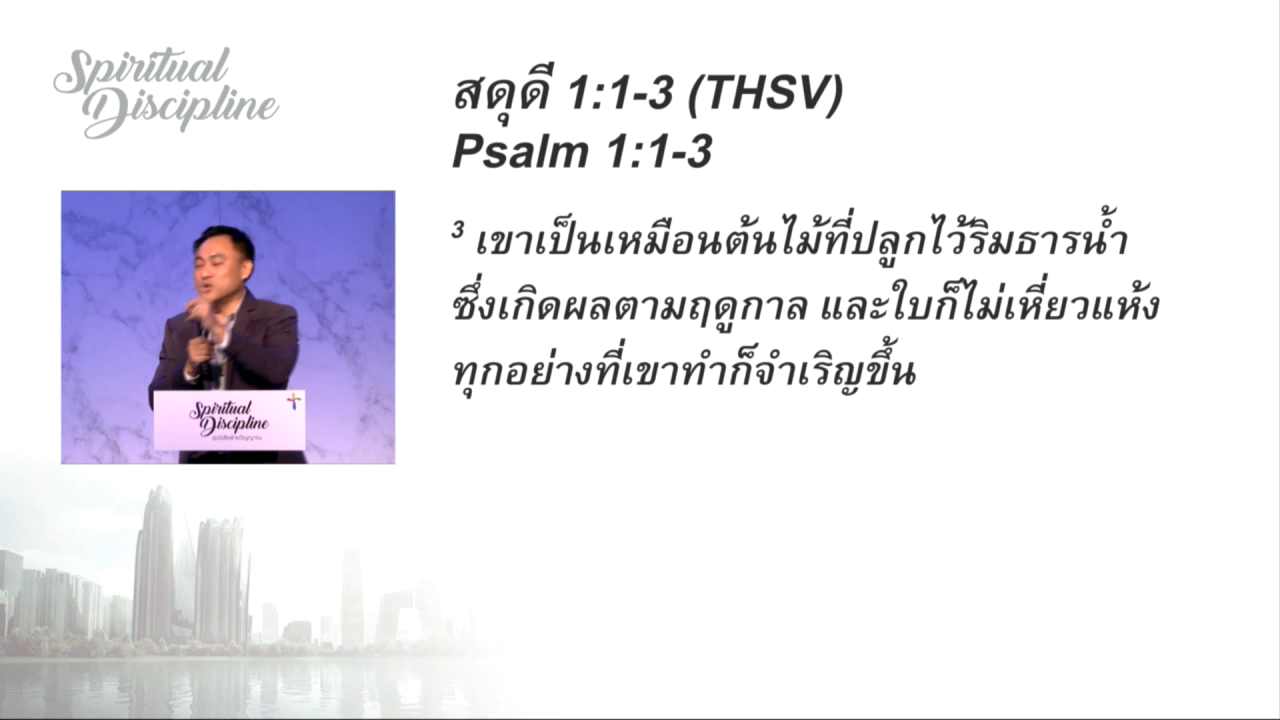 Spiritual
Discipline
สดุดี 1:1-3 (THSV)
Psalm 1:1-3
3 เขาเป็นเหมือนต้นไม้ที่ปลูกไว้ริมธารน้ำ
ซึ่งเกิดผลตามฤดูกาล และใบก็ไม่เหี่ยวแห้ง
ทุกอย่างที่เขาทำก็จำเริญขึ้น
Spiritual
Discipline